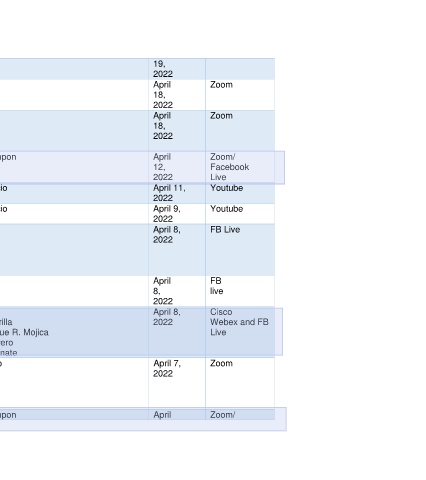 19,
2022
April
18,
2022
Zoom
April
18,
2022
Zoom
upon
April
12,
2022
Zoom/
Facebook
Live
io
April 11,
2022
Youtube
io
April 9,
2022
Youtube
April 8,
2022
FB Live
April
8,
2022
FB
live
rilla
ue R. Mojica
ero
nate
April 8,
2022
Cisco
Webex and FB
Live
o
April 7,
2022
Zoom
upon
April
Zoom/